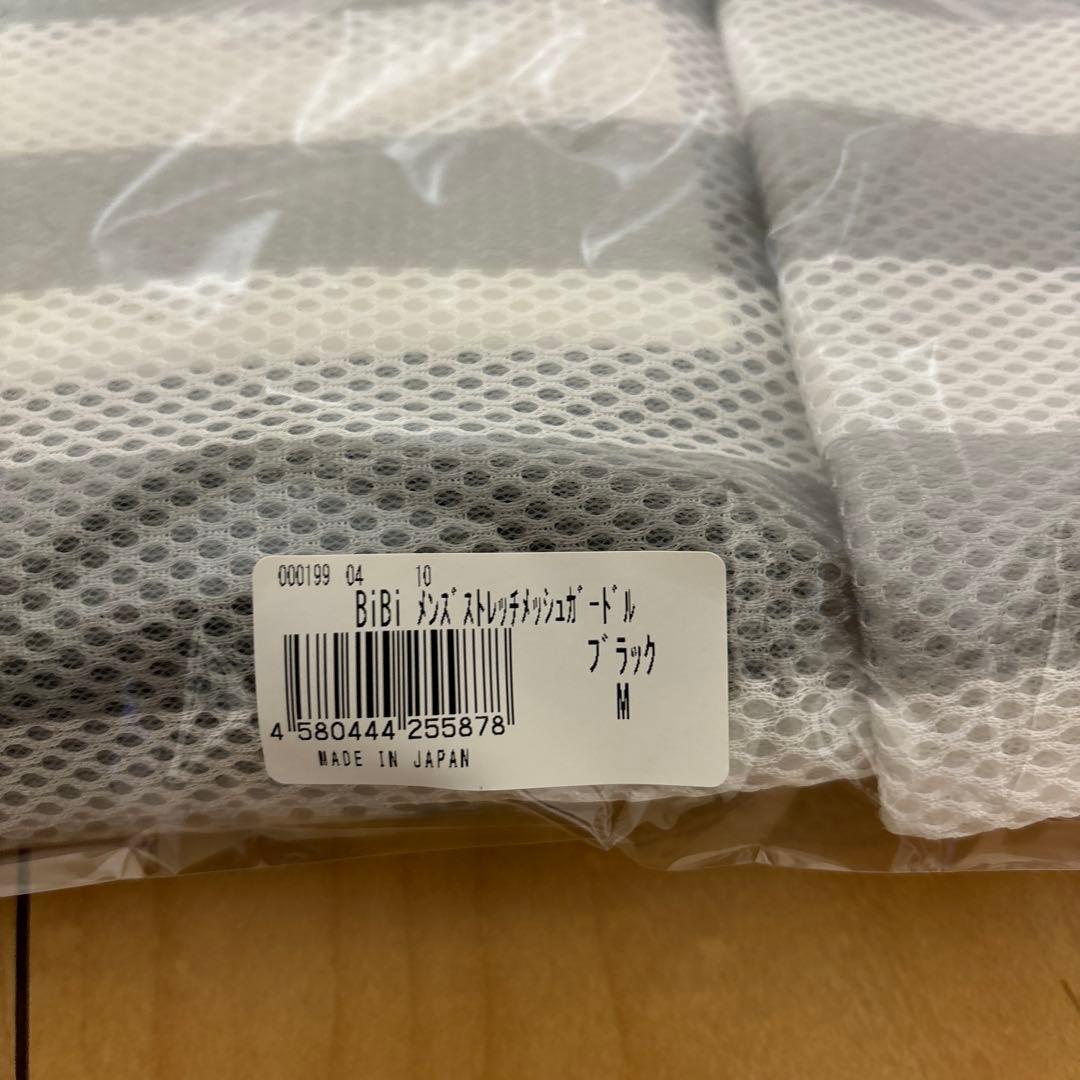 000199 04 10
BiBi ﾒﾝｽﾞｽﾄﾚｯﾁﾒｯｼｭｶﾞｰﾄﾞﾙ
ﾌﾞﾗｯｸ
M
4 580444 255878
MADE IN JAPAN